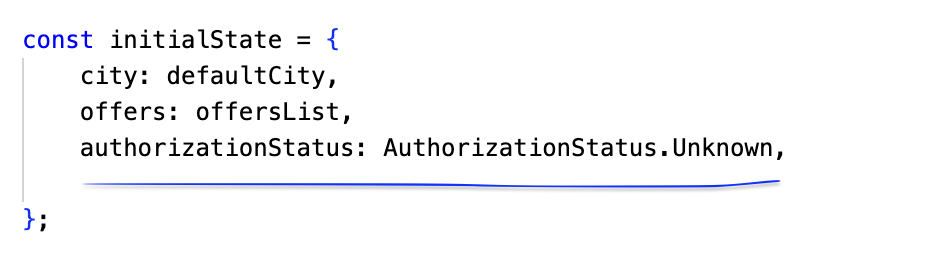 const initialState = {
city: defaultCity,
offers: offersList,
authorizationStatus: AuthorizationStatus.Unknown,
};